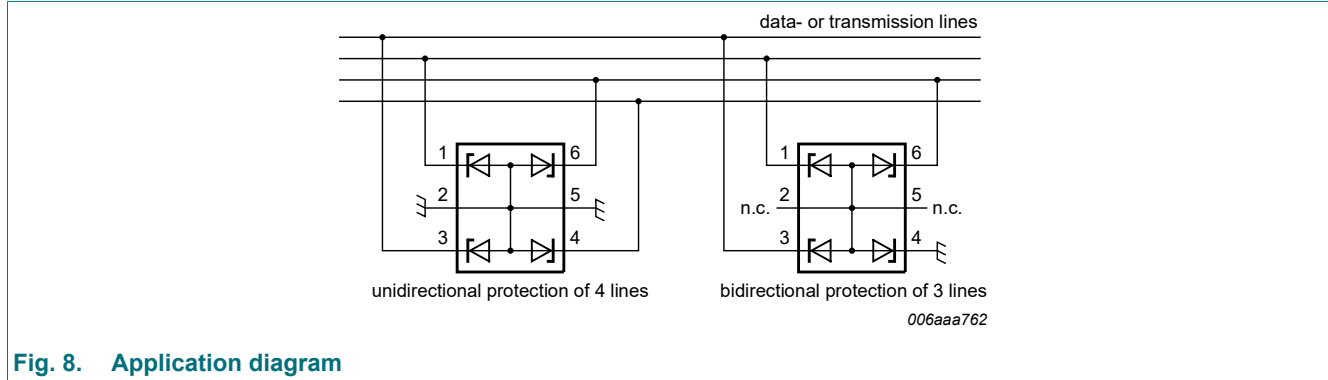 data- or transmission lines
1 6 1 6
2 5 n.c. 2 5 n.c.
3 4 3 4
unidirectional protection of 4 lines bidirectional protection of 3 lines
006aaa762
Fig. 8. Application diagram